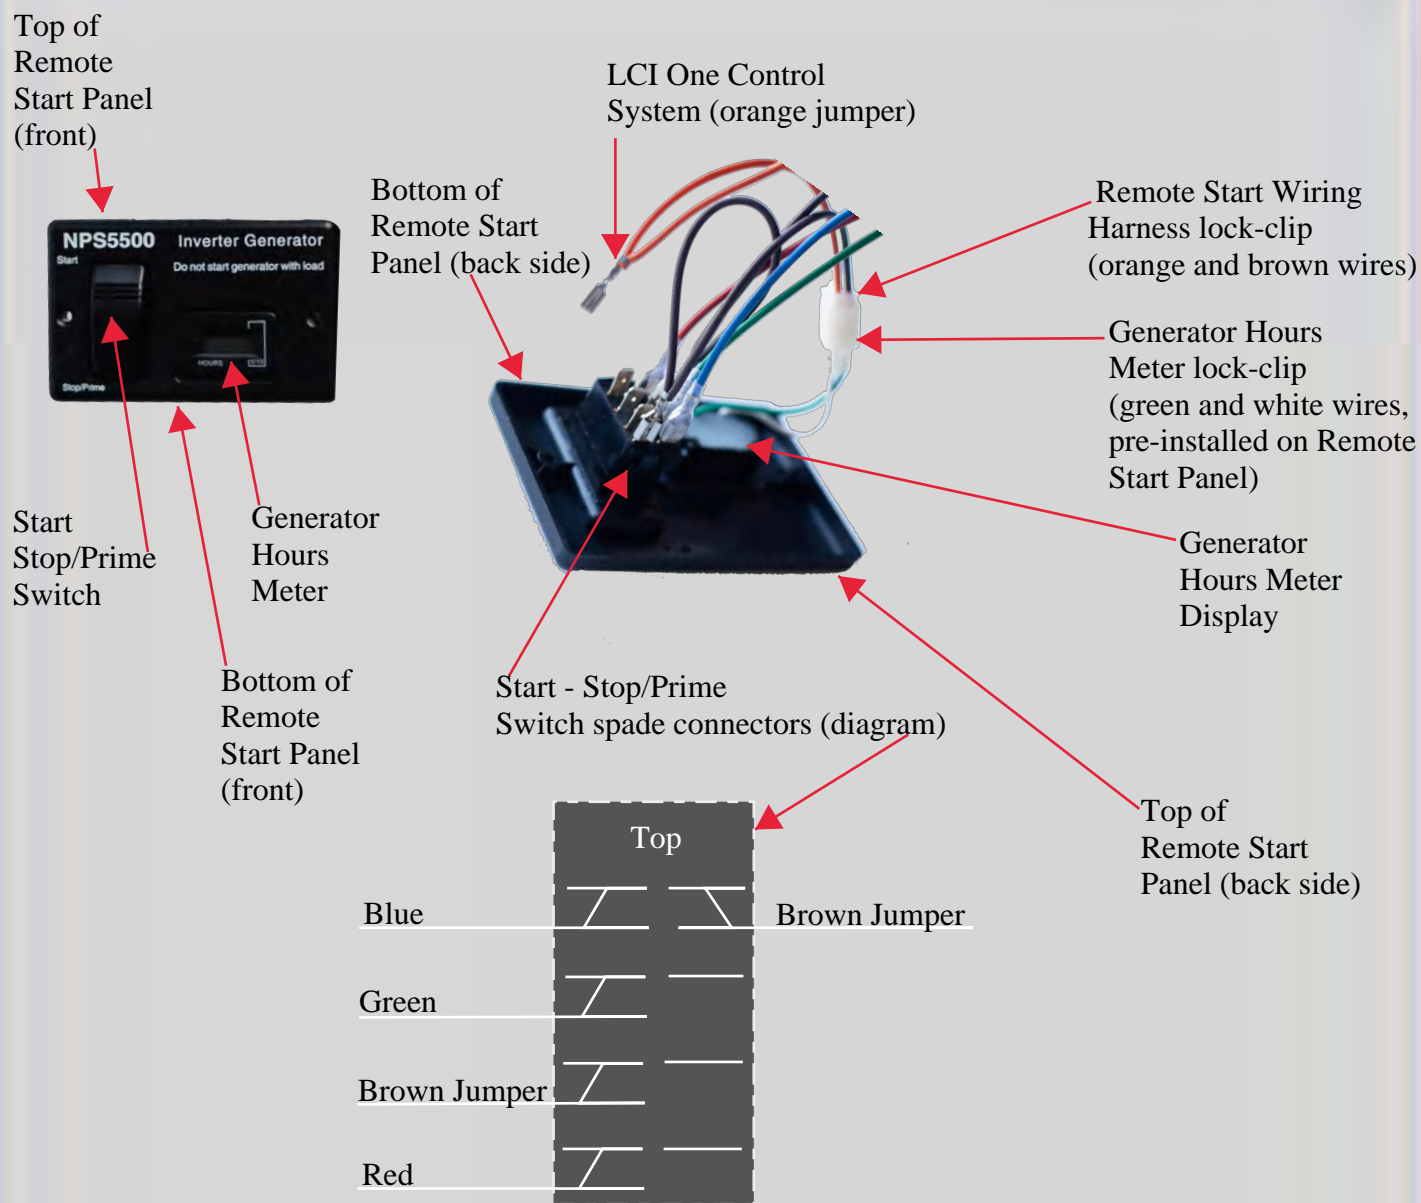 Top of
Remote
Start Panel
(front)
LCI One Control
System (orange jumper)
Bottom of
Remote Start
Panel (back side)
Remote Start Wiring
Harness lock-clip
(orange and brown wires)
NPS5500 Inverter Generator
Start
Do not start generator with load
HOURS 1/10
Stop/Prime
Generator Hours
Meter lock-clip
(green and white wires,
pre-installed on Remote
Start Panel)
Start
Stop/Prime
Switch
Generator
Hours
Meter
Generator
Hours Meter
Display
Bottom of
Remote
Start Panel
(front)
Start - Stop/Prime
Switch spade connectors (diagram)
Top of
Remote Start
Panel (back side)
Top
Blue
Brown Jumper
Green
Brown Jumper
Red